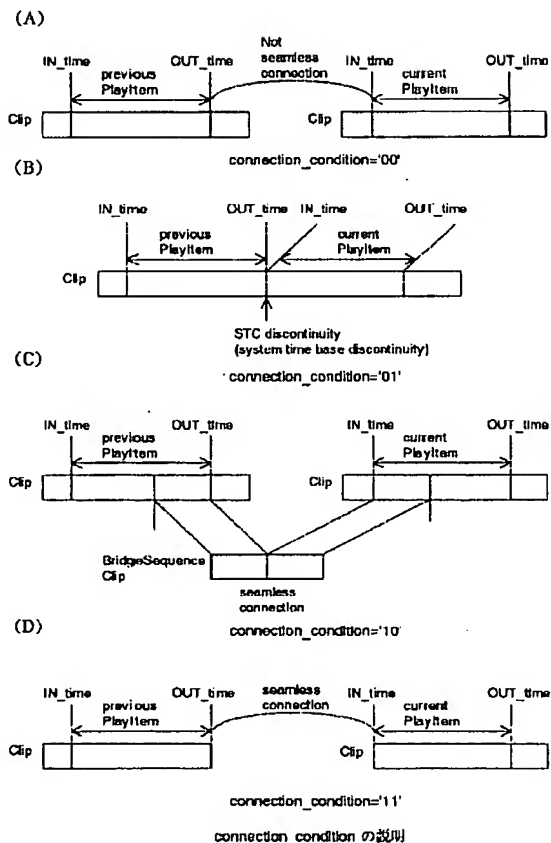 (A)
Not
seamless
connection
IN_time
OUT_time
IN_time
OUT_time
previous
PlayItem
current
PlayItem
Clip
Clip
connection_condition='00'
(B)
IN_time
OUT_time
IN_time
OUT_time
previous
PlayItem
current
PlayItem
Clip
STC discontinuity
(system time base discontinuity)
connection_condition='01'
(C)
IN_time
OUT_time
IN_time
OUT_time
previous
PlayItem
current
PlayItem
Clip
Clip
BridgeSequence
Clip
seamless
connection
connection_condition='10'
(D)
IN_time
OUT_time
seamless
connection
IN_time
OUT_time
previous
PlayItem
current
PlayItem
Clip
Clip
connection_condition='11'
connection_condition の説明